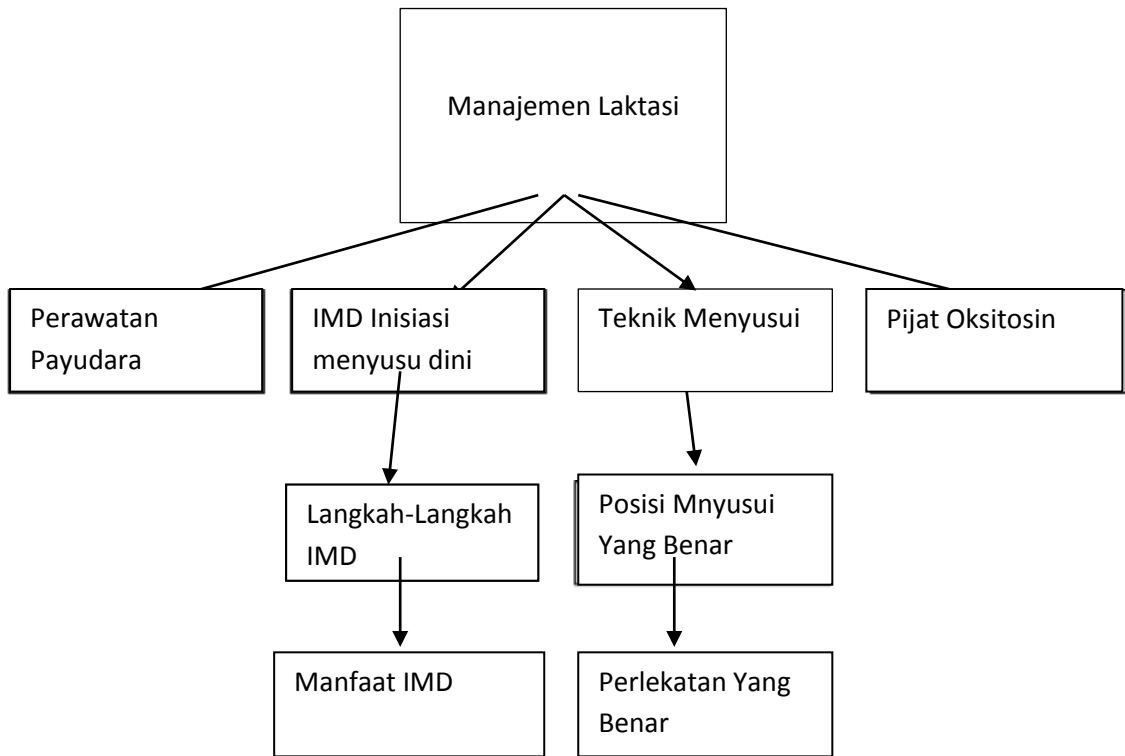 Manajemen Laktasi
Perawatan
Payudara
IMD Inisiasi
menyusu dini
Teknik Menyusui
Pijat Oksitosin
Langkah-Langkah
IMD
Posisi Mnyusui
Yang Benar
Manfaat IMD
Perlekatan Yang
Benar